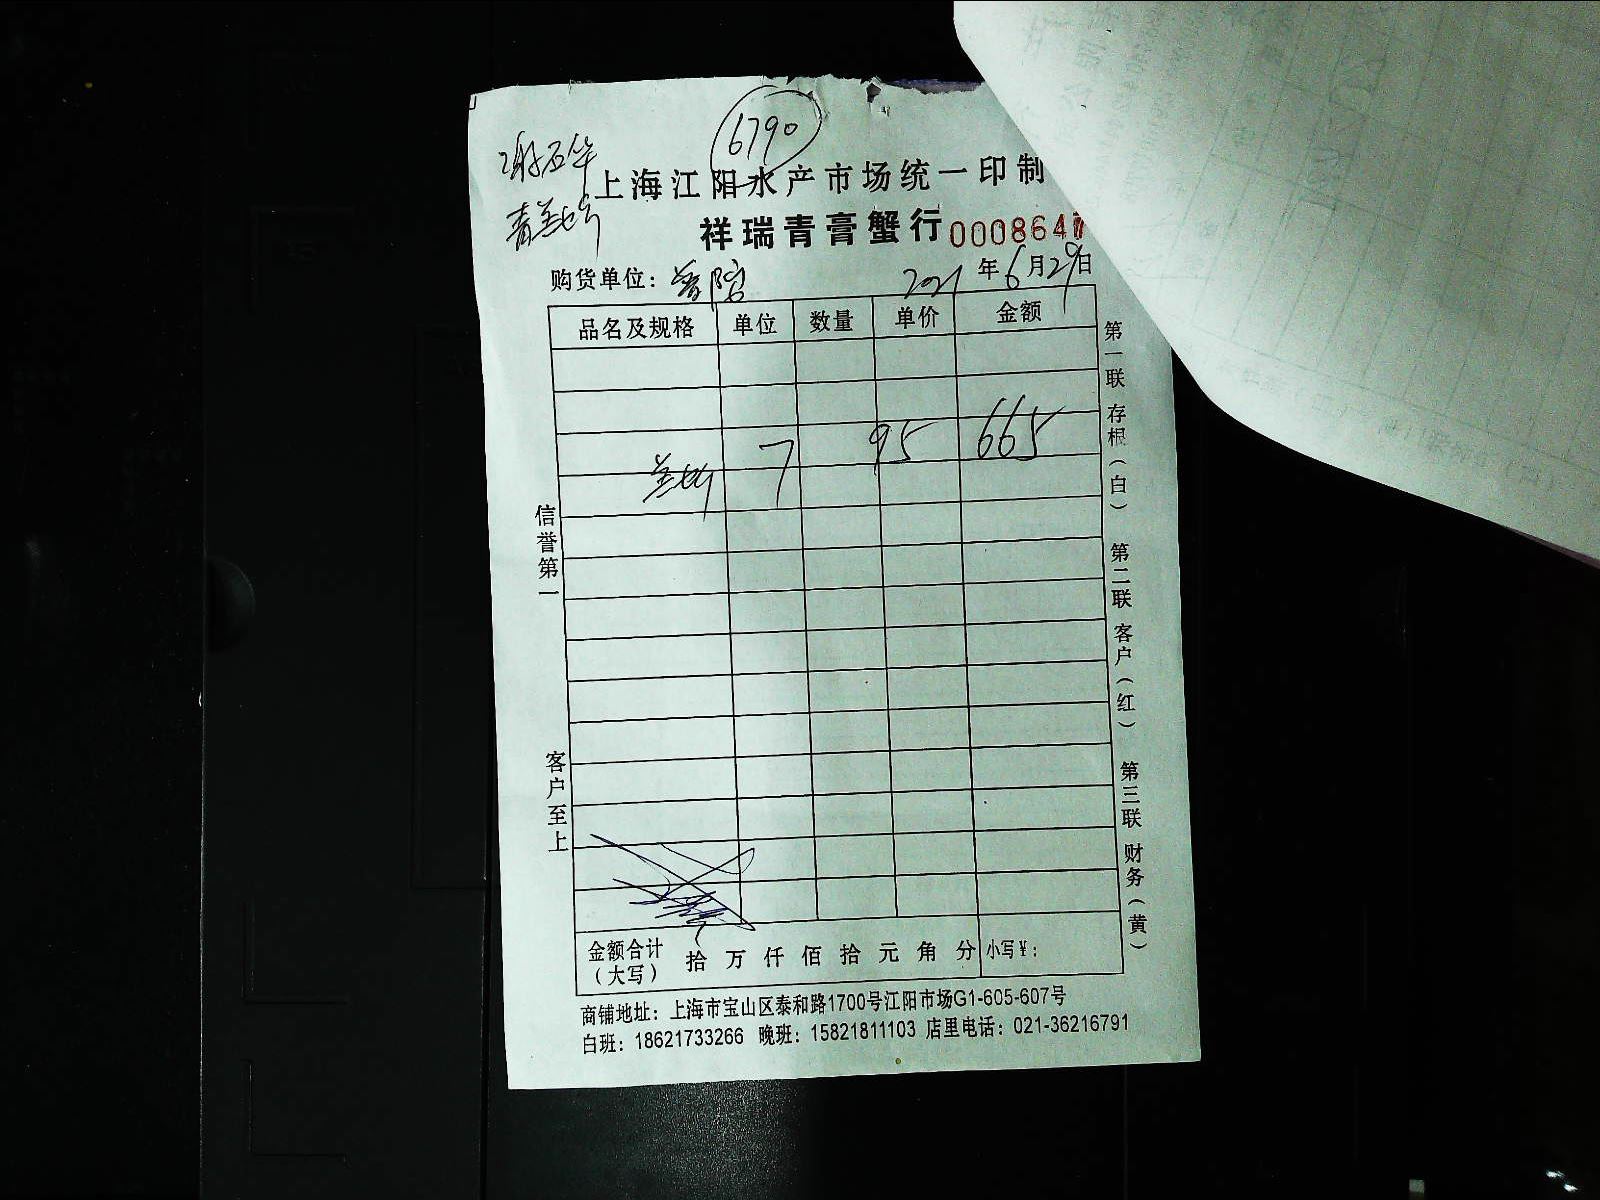 6790
上海江阳水产市场统一印制
祥瑞青膏蟹行 0008647
购货单位： 2021年6月29日
品名及规格 单位 数量 单价 金额
7 95 665
信誉第一
客户至上
第一联 存根（白） 第二联 客户（红） 第三联 财务（黄）
金额合计（大写） 拾 万 仟 佰 拾 元 角 分 小写￥：
商铺地址：上海市宝山区泰和路1700号江阳市场G1-605-607号
白班：18621733266 晚班：15821811103 店里电话：021-36216791